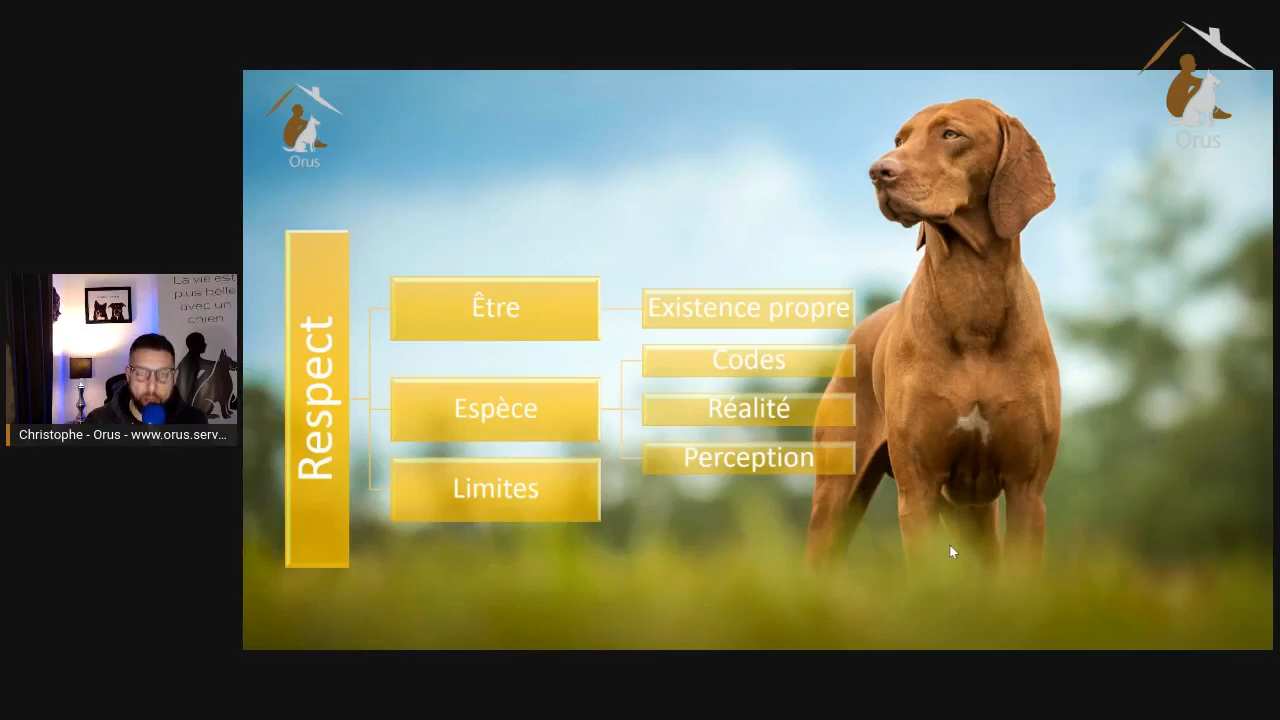 Orus
Orus
Respect
Être
Existence propre
Codes
Espèce
Réalité
Perception
Limites
La vie est
plus belle
avec un
chien
Christophe - Orus - www.orus.serv...